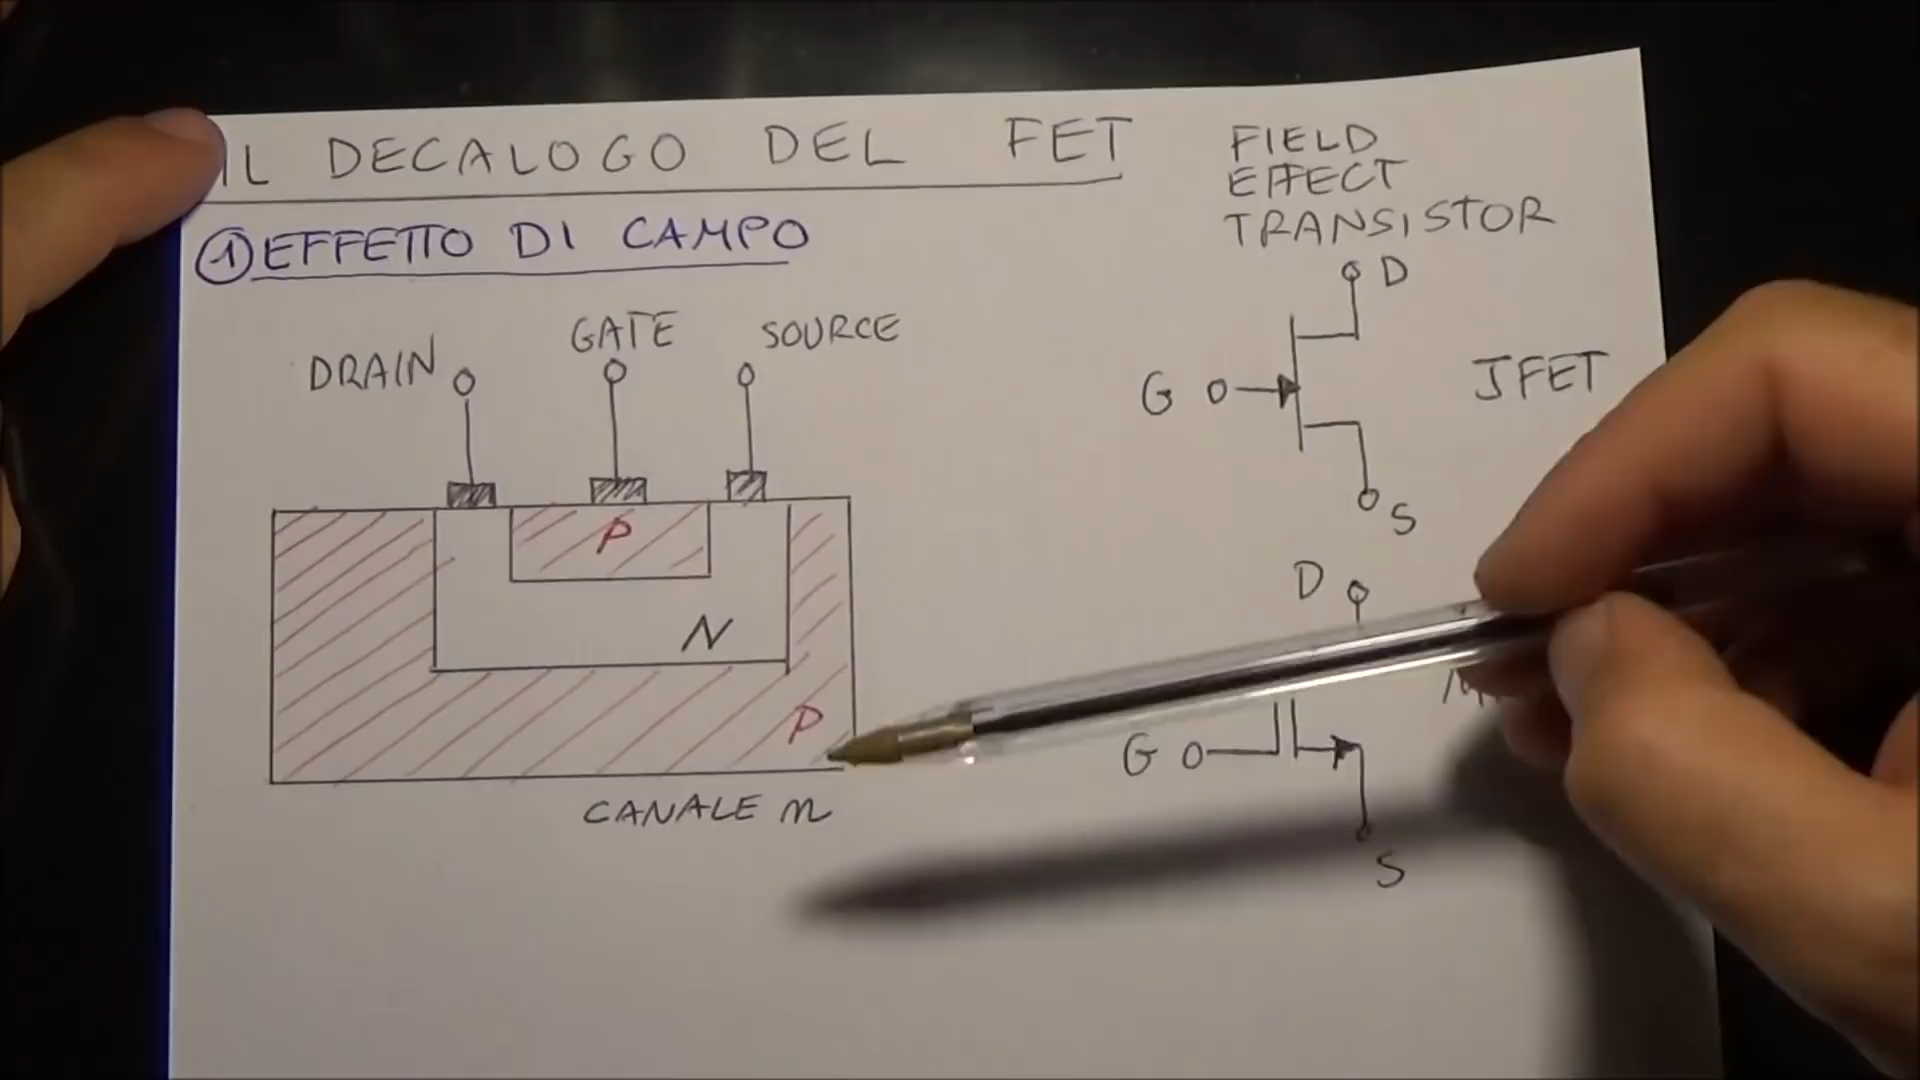 IL DECALOGO DEL FET
① EFFETTO DI CAMPO
DRAIN
GATE
SOURCE
P
N
P
CANALE n
FIELD
EFFECT
TRANSISTOR
D
G
JFET
S
D
G
S